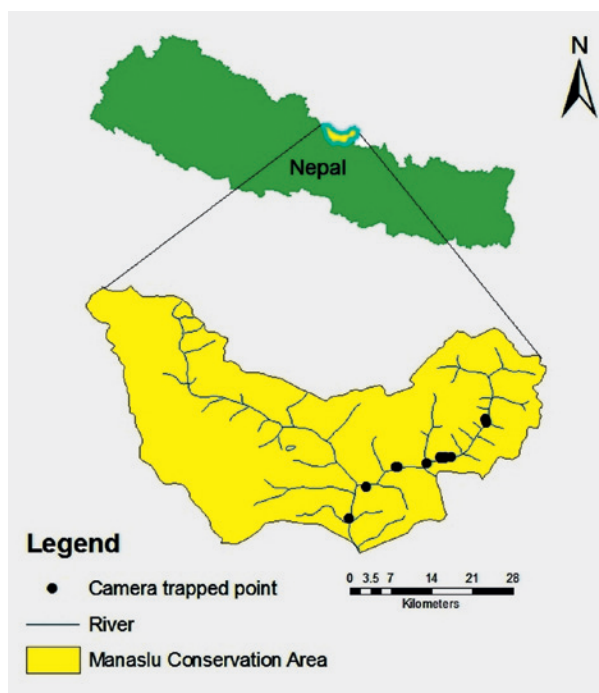 N
Nepal
Legend
Camera trapped point
River
Manaslu Conservation Area
0 3.5 7 14 21 28
Kilometers